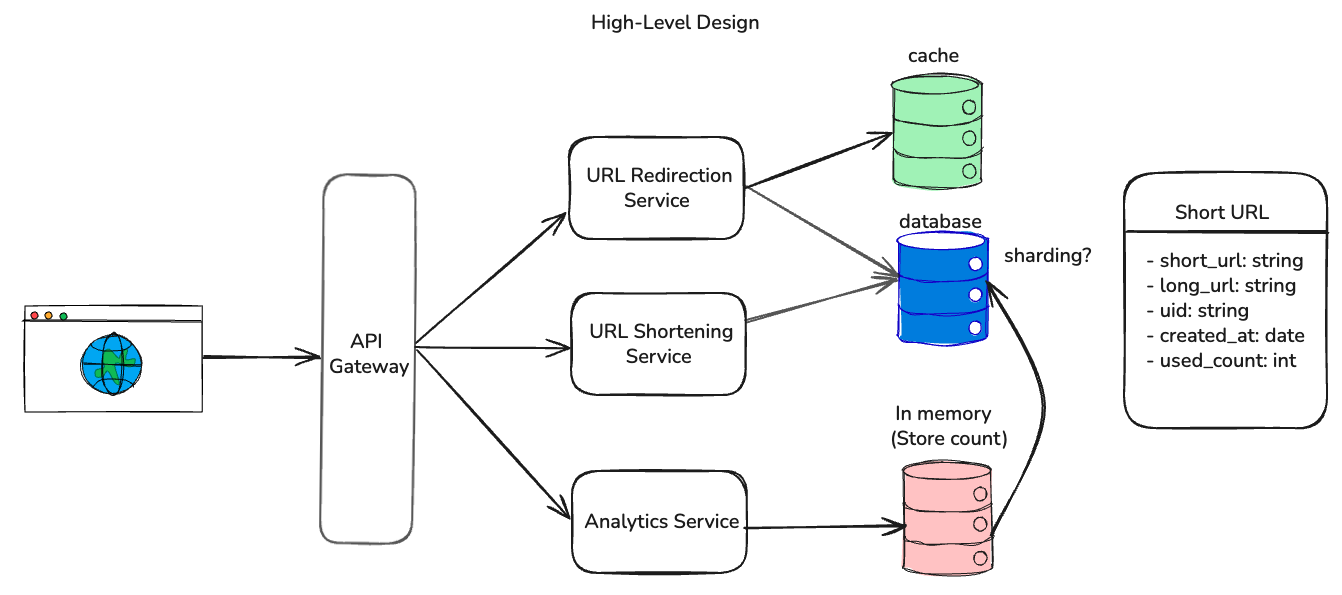 High-Level Design
cache
URL Redirection
Service
database
sharding?
Short URL
- short_url: string
- long_url: string
- uid: string
- created_at: date
- used_count: int
API
Gateway
URL Shortening
Service
In memory
(Store count)
Analytics Service